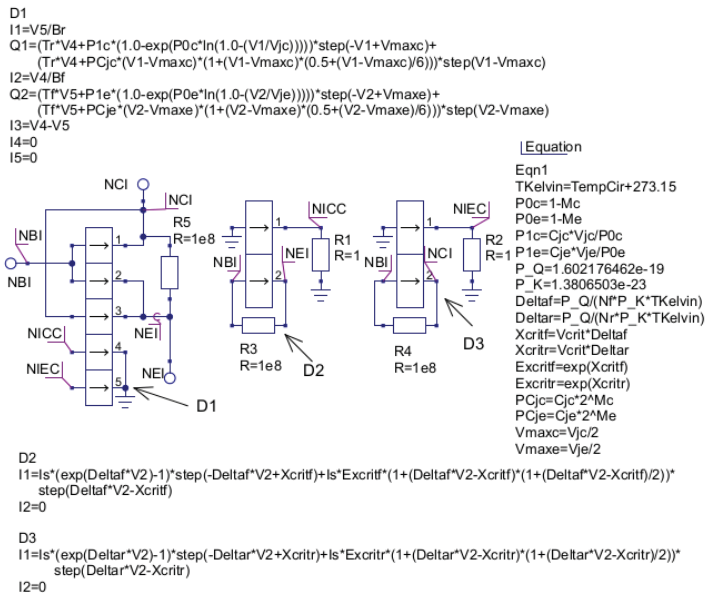 D1
I1=V5/Br
Q1=(Tr*V4+P1c*(1.0-exp(P0c*ln(1.0-(V1/Vjc)))))*step(-V1+Vmaxc)+
(Tr*V4+PCjc*(V1-Vmaxc)*(1+(V1-Vmaxc)*(0.5+(V1-Vmaxc)/6)))*step(V1-Vmaxc)
I2=V4/Bf
Q2=(Tf*V5+P1e*(1.0-exp(P0e*ln(1.0-(V2/Vje)))))*step(-V2+Vmaxe)+
(Tf*V5+PCje*(V2-Vmaxe)*(1+(V2-Vmaxe)*(0.5+(V2-Vmaxe)/6)))*step(V2-Vmaxe)
I3=V4-V5
I4=0
I5=0
NCI
NCI
R5
R=1e8
NBI
NBI
1
2
3
4
5
NICC
NIEC
NEI
NEI
D1
1
2
NICC
R1
R=1
NBI
NEI
R3
R=1e8
D2
1
2
NIEC
R2
R=1
NBI
NCI
R4
R=1e8
D3
Equation
Eqn1
TKelvin=TempCir+273.15
P0c=1-Mc
P0e=1-Me
P1c=Cjc*Vjc/P0c
P1e=Cje*Vje/P0e
P_Q=1.602176462e-19
P_K=1.3806503e-23
Deltaf=P_Q/(Nf*P_K*TKelvin)
Deltar=P_Q/(Nr*P_K*TKelvin)
Xcritf=Vcrit*Deltaf
Xcritr=Vcrit*Deltar
Excritf=exp(Xcritf)
Excritr=exp(Xcritr)
PCjc=Cjc*2^Mc
PCje=Cje*2^Me
Vmaxc=Vjc/2
Vmaxe=Vje/2
D2
I1=Is*(exp(Deltaf*V2)-1)*step(-Deltaf*V2+Xcritf)+Is*Excritf*(1+(Deltaf*V2-Xcritf)*(1+(Deltaf*V2-Xcritf)/2))*
step(Deltaf*V2-Xcritf)
I2=0
D3
I1=Is*(exp(Deltar*V2)-1)*step(-Deltar*V2+Xcritr)+Is*Excritr*(1+(Deltar*V2-Xcritr)*(1+(Deltar*V2-Xcritr)/2))*
step(Deltar*V2-Xcritr)
I2=0